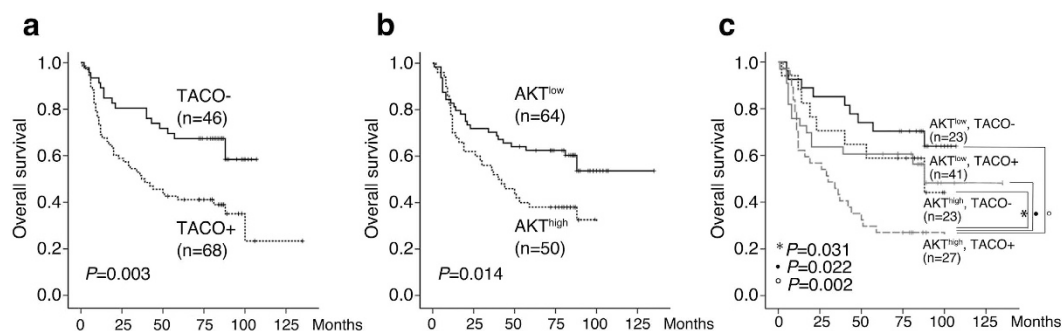 a
Overall survival
1.0
0.8
0.6
0.4
0.2
0.0
TACO-
(n=46)
TACO+
(n=68)
P=0.003
0 25 50 75 100 125 Months
b
Overall survival
1.0
0.8
0.6
0.4
0.2
0.0
AKTlow
(n=64)
AKThigh
(n=50)
P=0.014
0 25 50 75 100 125 Months
c
Overall survival
1.0
0.8
0.6
0.4
0.2
0.0
AKTlow, TACO-
(n=23)
AKTlow, TACO+
(n=41)
AKThigh, TACO-
(n=23)
AKThigh, TACO+
(n=27)
* • ○
* P=0.031
• P=0.022
○ P=0.002
0 25 50 75 100 125 Months